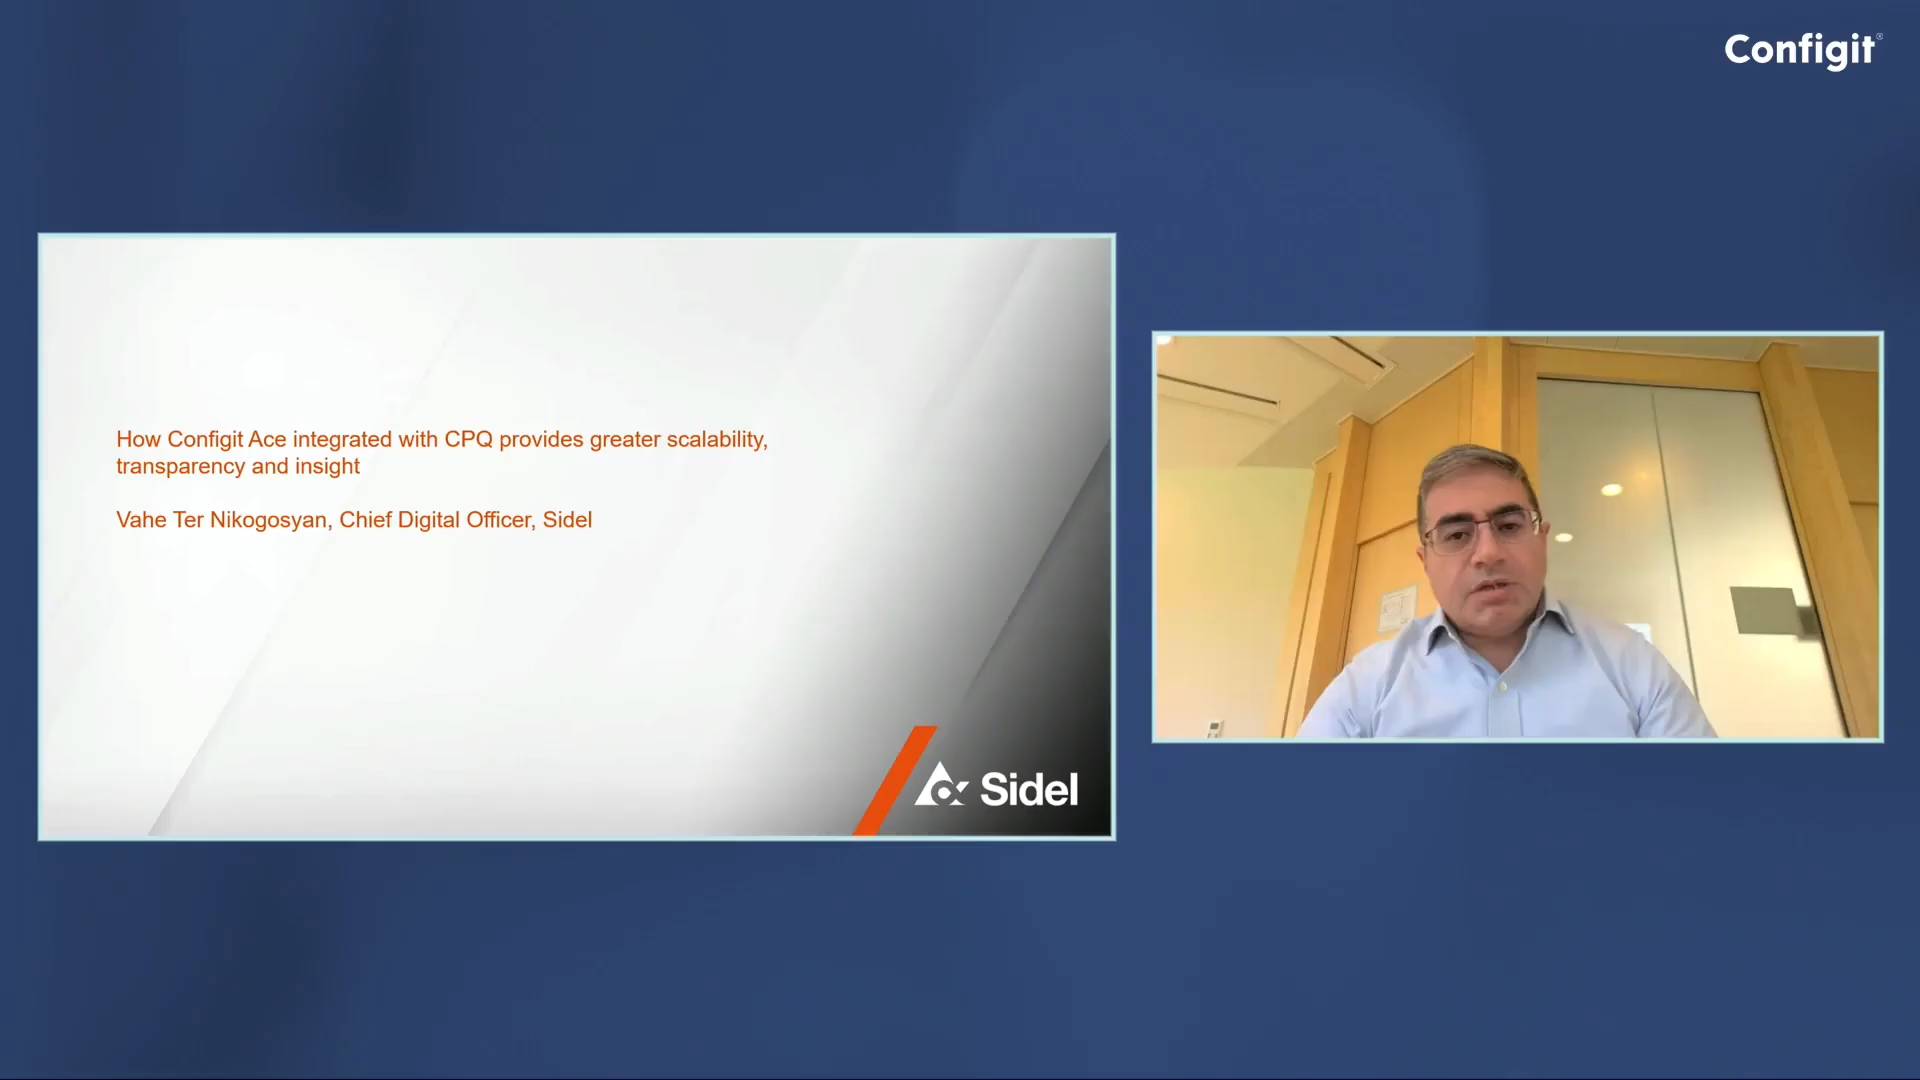 Configit®
How Configit Ace integrated with CPQ provides greater scalability,
transparency and insight
Vahe Ter Nikogosyan, Chief Digital Officer, Sidel
Sidel